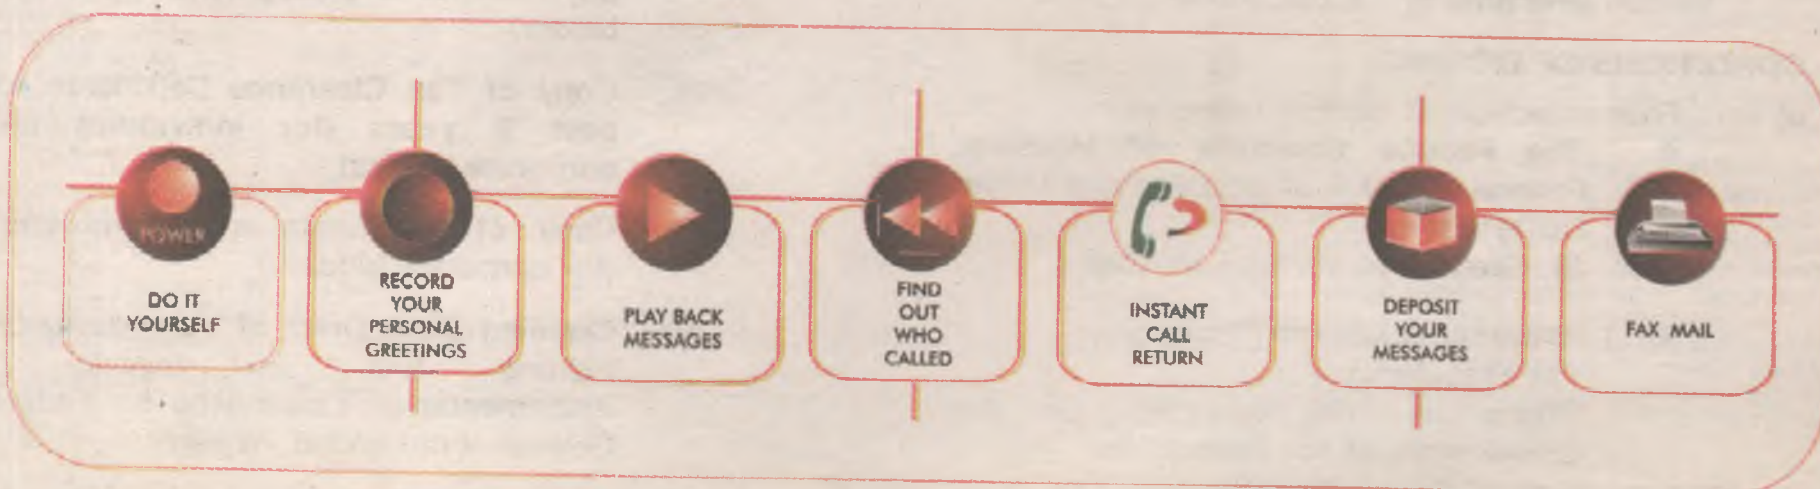 POWER
DO IT
YOURSELF
RECORD
YOUR
PERSONAL
GREETINGS
PLAY BACK
MESSAGES
FIND
OUT
WHO
CALLED
INSTANT
CALL
RETURN
DEPOSIT
YOUR
MESSAGES
FAX MAIL